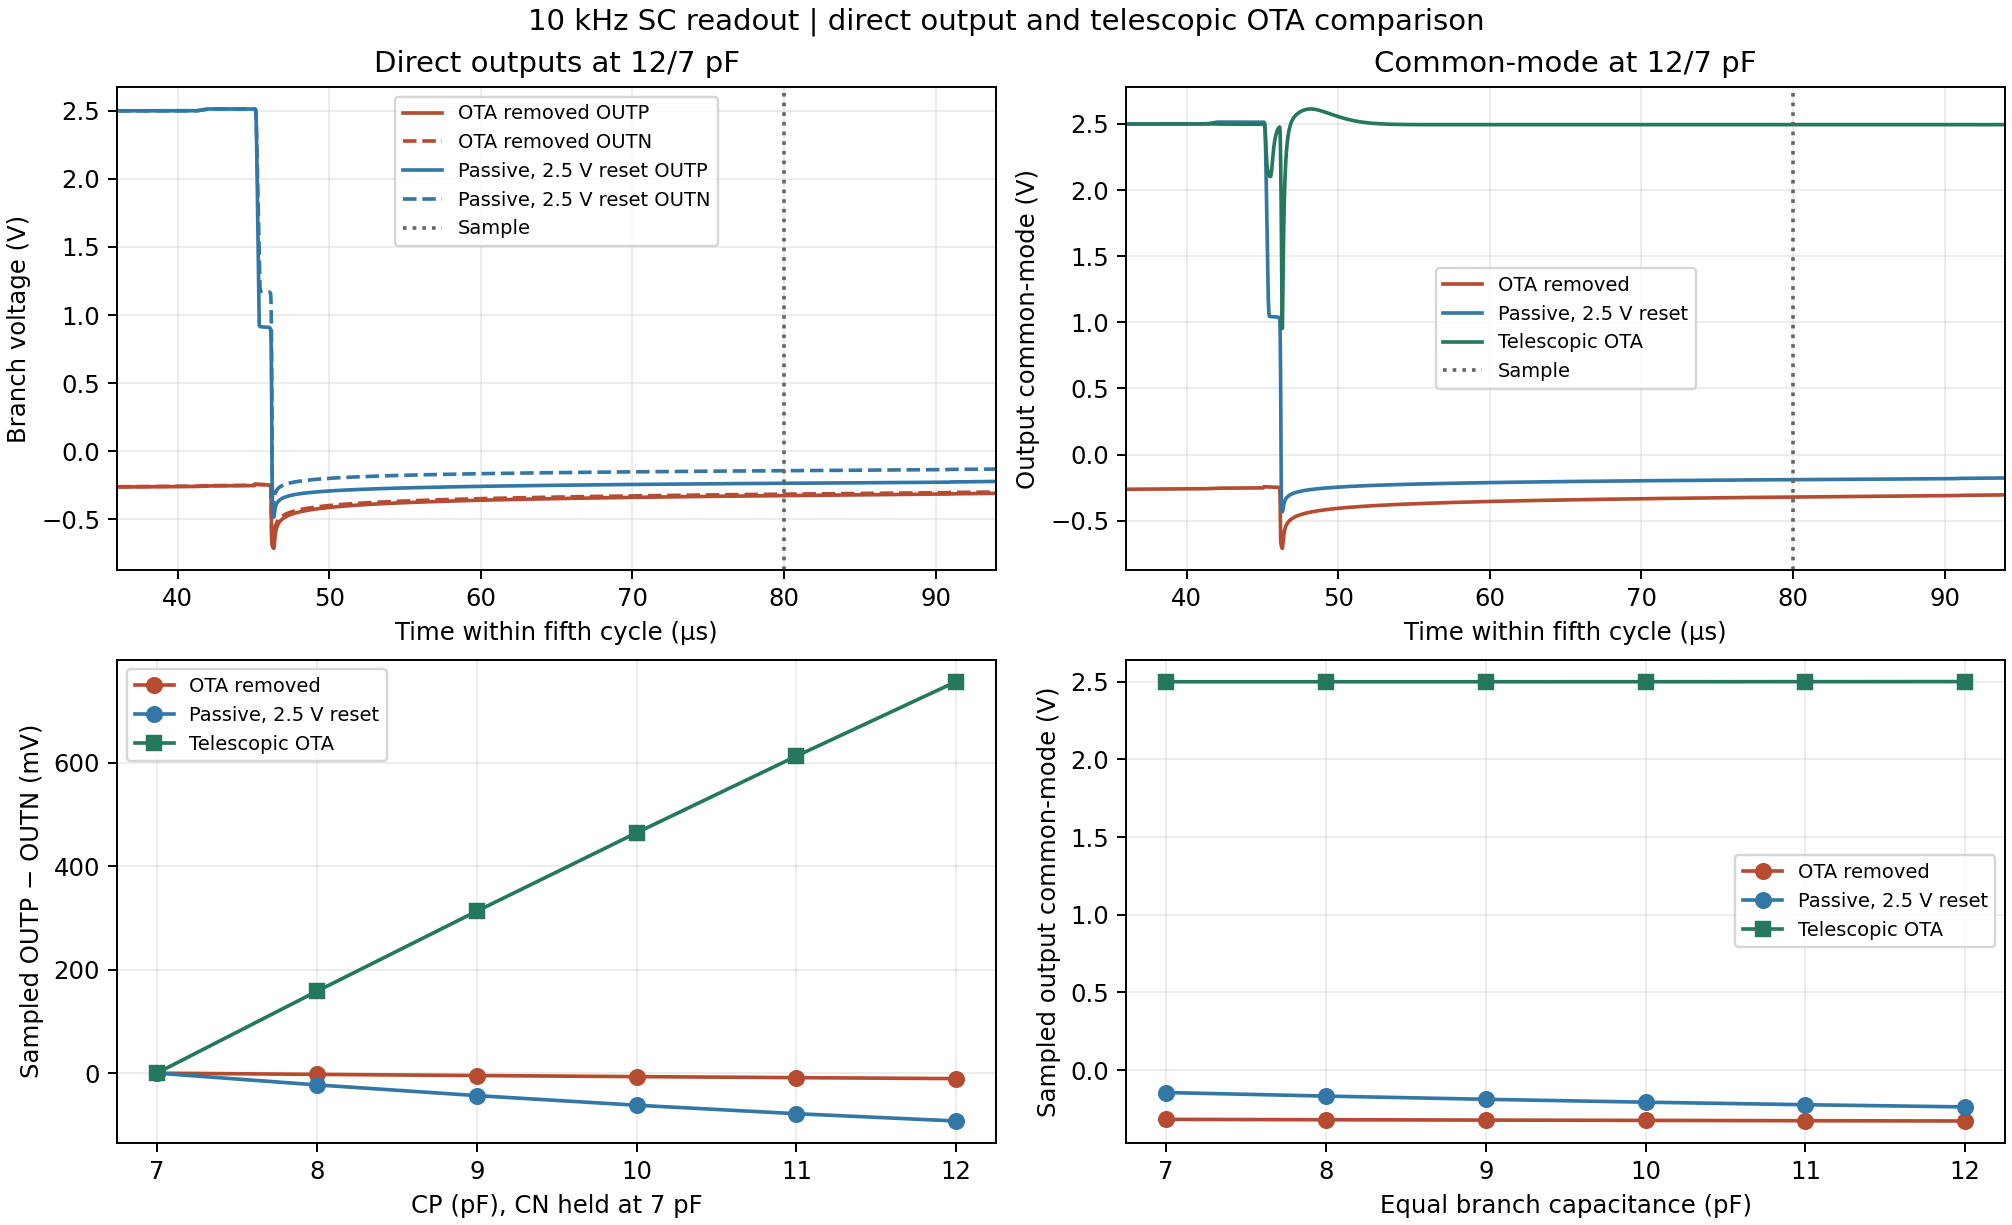 10 kHz SC readout | direct output and telescopic OTA comparison
Direct outputs at 12/7 pF
Branch voltage (V)
2.5
2.0
1.5
1.0
0.5
0.0
−0.5
OTA removed OUTP
OTA removed OUTN
Passive, 2.5 V reset OUTP
Passive, 2.5 V reset OUTN
Sample
40 50 60 70 80 90
Time within fifth cycle (µs)
Common-mode at 12/7 pF
Output common-mode (V)
2.5
2.0
1.5
1.0
0.5
0.0
−0.5
OTA removed
Passive, 2.5 V reset
Telescopic OTA
Sample
40 50 60 70 80 90
Time within fifth cycle (µs)
Sampled OUTP − OUTN (mV)
600
400
200
0
OTA removed
Passive, 2.5 V reset
Telescopic OTA
7 8 9 10 11 12
CP (pF), CN held at 7 pF
Sampled output common-mode (V)
2.5
2.0
1.5
1.0
0.5
0.0
OTA removed
Passive, 2.5 V reset
Telescopic OTA
7 8 9 10 11 12
Equal branch capacitance (pF)